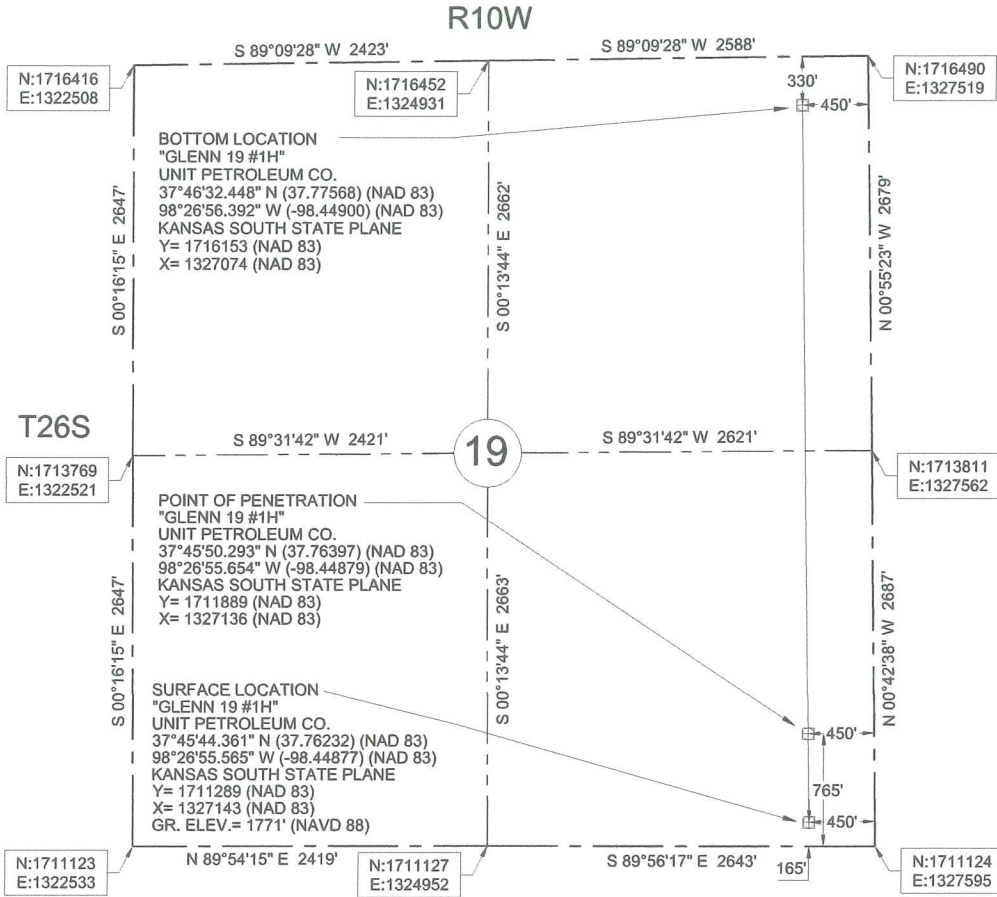 R10W
S 89°09'28" W 2423'
S 89°09'28" W 2588'
N:1716416
E:1322508
N:1716452
E:1324931
N:1716490
E:1327519
330'
450'
BOTTOM LOCATION
"GLENN 19 #1H"
UNIT PETROLEUM CO.
37°46'32.448" N (37.77568) (NAD 83)
98°26'56.392" W (-98.44900) (NAD 83)
KANSAS SOUTH STATE PLANE
Y= 1716153 (NAD 83)
X= 1327074 (NAD 83)
S 00°16'15" E 2647'
S 00°13'44" E 2662'
N 00°55'23" W 2679'
T26S
S 89°31'42" W 2421'
19
S 89°31'42" W 2621'
N:1713769
E:1322521
N:1713811
E:1327562
POINT OF PENETRATION
"GLENN 19 #1H"
UNIT PETROLEUM CO.
37°45'50.293" N (37.76397) (NAD 83)
98°26'55.654" W (-98.44879) (NAD 83)
KANSAS SOUTH STATE PLANE
Y= 1711889 (NAD 83)
X= 1327136 (NAD 83)
S 00°16'15" E 2647'
S 00°13'44" E 2663'
N 00°42'38" W 2687'
SURFACE LOCATION
"GLENN 19 #1H"
UNIT PETROLEUM CO.
37°45'44.361" N (37.76232) (NAD 83)
98°26'55.565" W (-98.44877) (NAD 83)
KANSAS SOUTH STATE PLANE
Y= 1711289 (NAD 83)
X= 1327143 (NAD 83)
GR. ELEV.= 1771' (NAVD 88)
450'
765'
450'
N:1711123
E:1322533
N 89°54'15" E 2419'
N:1711127
E:1324952
S 89°56'17" E 2643'
165'
N:1711124
E:1327595